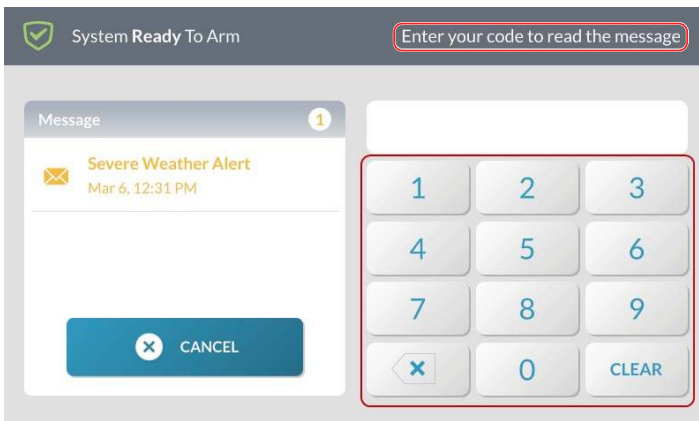 System Ready To Arm
Enter your code to read the message
Message 1
Severe Weather Alert
Mar 6, 12:31 PM
CANCEL
1 2 3
4 5 6
7 8 9
0 CLEAR